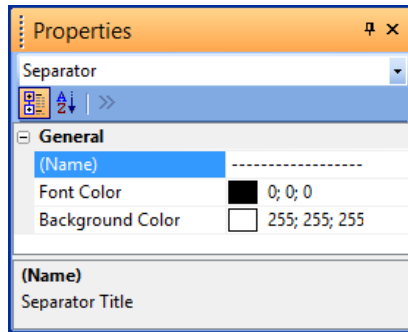 Properties
Separator
General
(Name) ------------------
Font Color 0; 0; 0
Background Color 255; 255; 255
(Name)
Separator Title